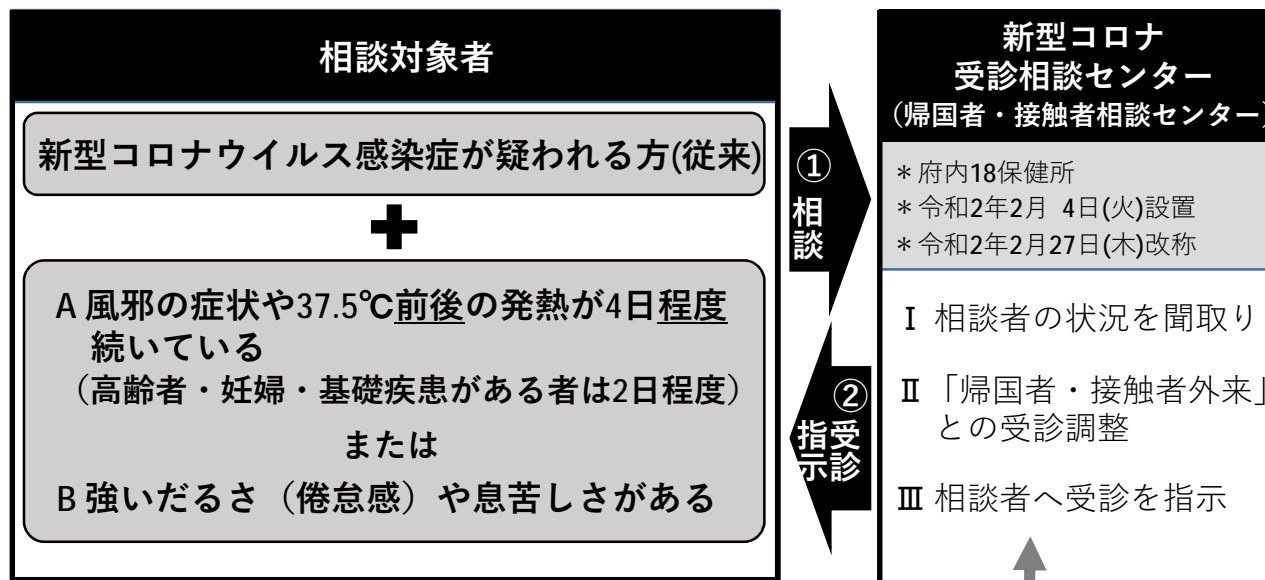 相談対象者
新型コロナウイルス感染症が疑われる方(従来)
A 風邪の症状や37.5℃前後の発熱が4日程度
続いている
（高齢者・妊婦・基礎疾患がある者は2日程度）
または
B 強いだるさ（倦怠感）や息苦しさがある
①
相談
②
受診
指示
新型コロナ
受診相談センター
(帰国者・接触者相談センター)
＊府内18保健所
＊令和2年2月 4日(火)設置
＊令和2年2月27日(木)改称
Ⅰ 相談者の状況を聞取り
Ⅱ 「帰国者・接触者外来」
との受診調整
Ⅲ 相談者へ受診を指示